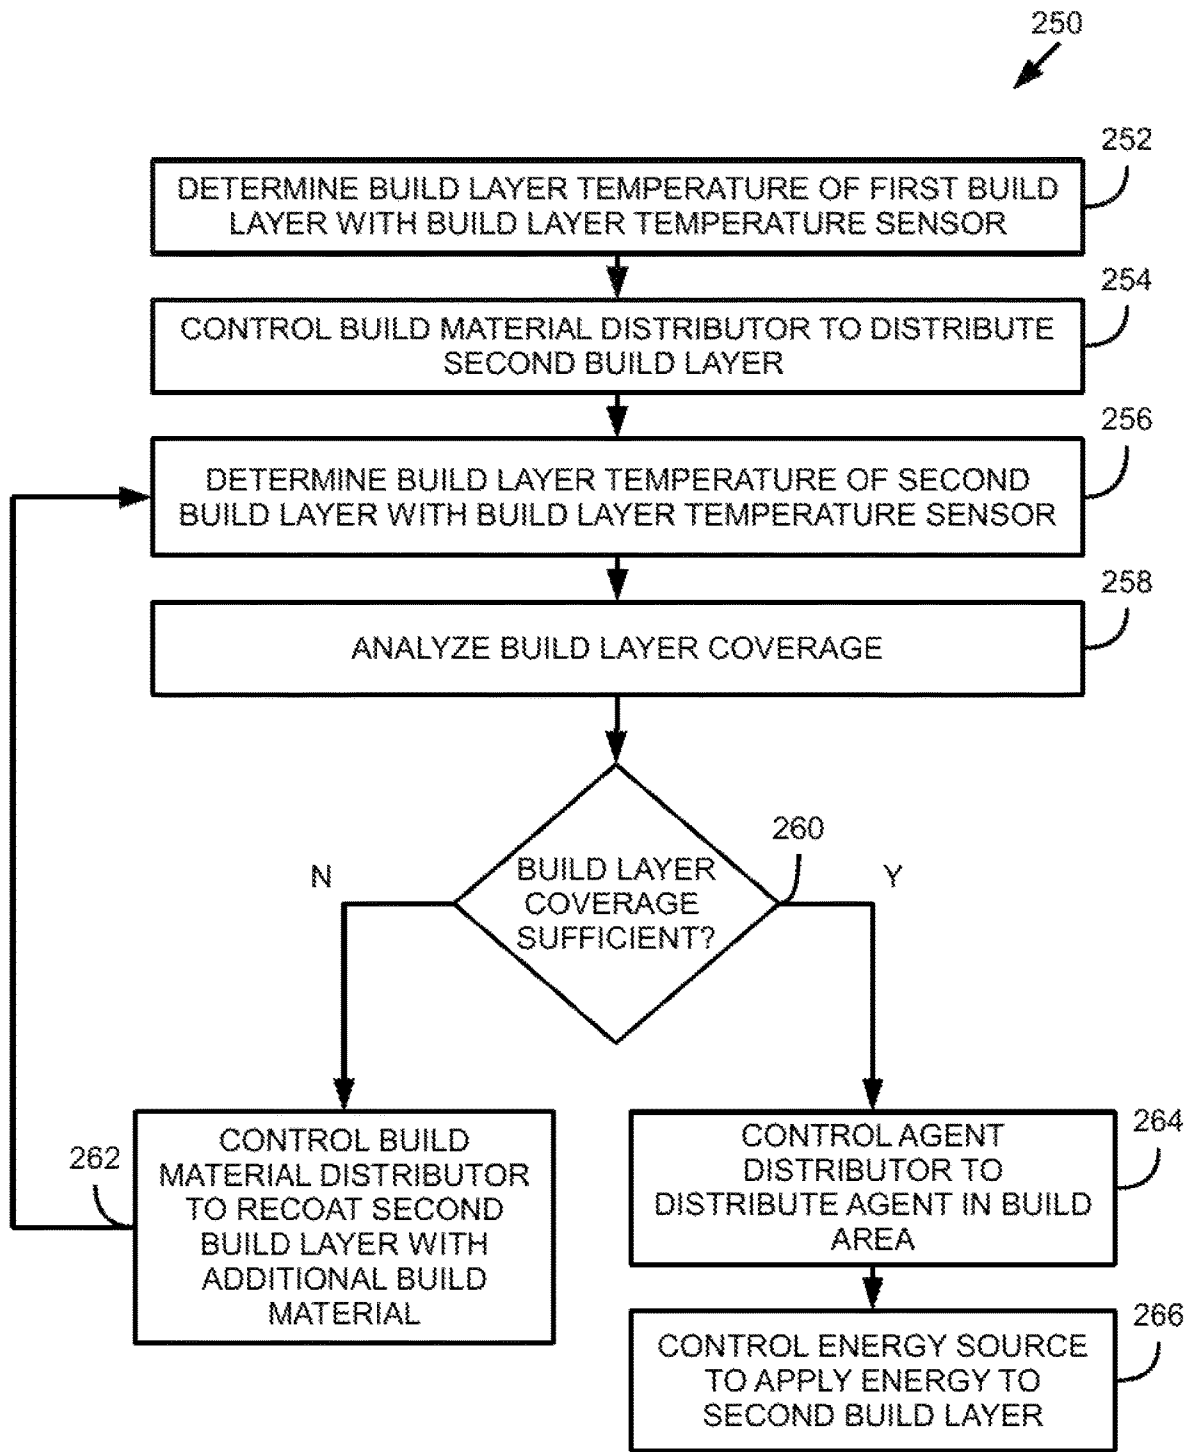 250
252
DETERMINE BUILD LAYER TEMPERATURE OF FIRST BUILD
LAYER WITH BUILD LAYER TEMPERATURE SENSOR
254
CONTROL BUILD MATERIAL DISTRIBUTOR TO DISTRIBUTE
SECOND BUILD LAYER
256
DETERMINE BUILD LAYER TEMPERATURE OF SECOND
BUILD LAYER WITH BUILD LAYER TEMPERATURE SENSOR
258
ANALYZE BUILD LAYER COVERAGE
260
N
Y
BUILD LAYER
COVERAGE
SUFFICIENT?
262
CONTROL BUILD
MATERIAL DISTRIBUTOR
TO RECOAT SECOND
BUILD LAYER WITH
ADDITIONAL BUILD
MATERIAL
264
CONTROL AGENT
DISTRIBUTOR TO
DISTRIBUTE AGENT IN BUILD
AREA
266
CONTROL ENERGY SOURCE
TO APPLY ENERGY TO
SECOND BUILD LAYER